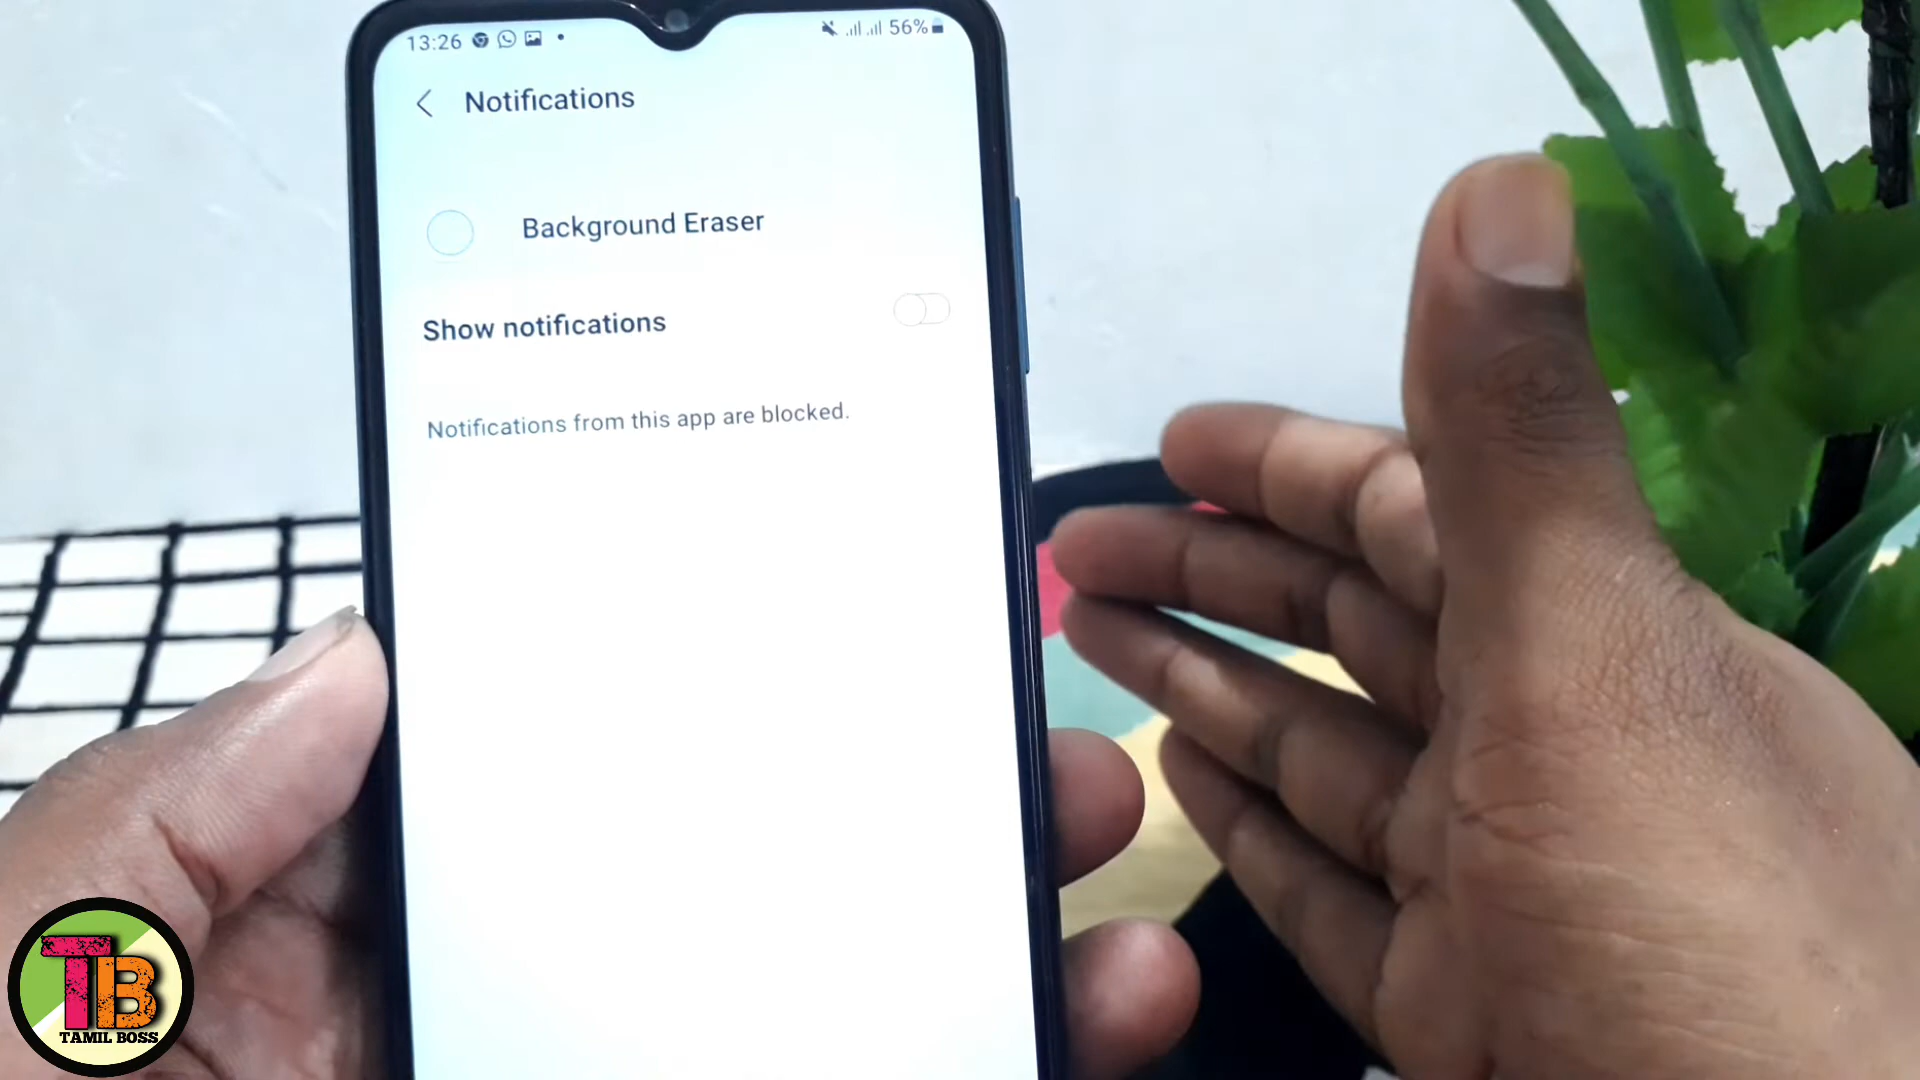 13:26 56%
Notifications
Background Eraser
Show notifications
Notifications from this app are blocked.
TB
TAMIL BOSS